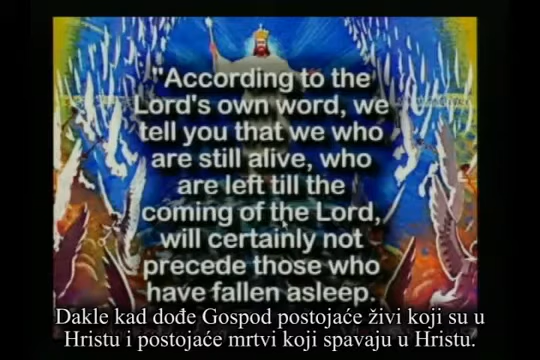 "According to the
Lord's own word, we
tell you that we who
are still alive, who
are left till the
coming of the Lord,
will certainly not
precede those who
have fallen asleep.
Dakle kad dođe Gospod postojaće živi koji su u
Hristu i postojaće mrtvi koji spavaju u Hristu.